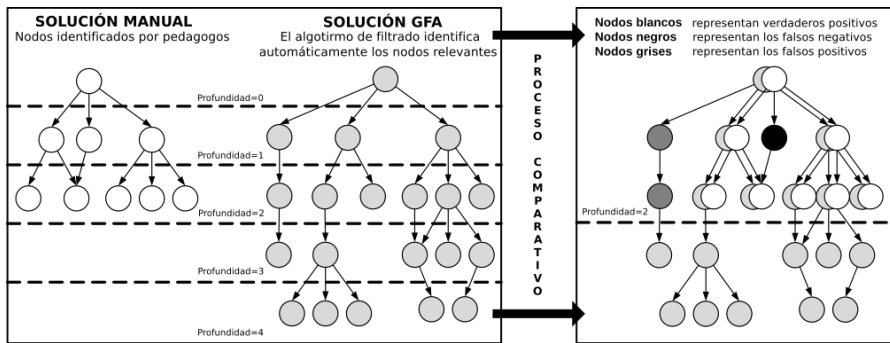 SOLUCIÓN MANUAL
Nodos identificados por pedagogos
SOLUCIÓN GFA
El algotirmo de filtrado identifica
automáticamente los nodos relevantes
Profundidad=0
Profundidad=1
Profundidad=2
Profundidad=3
Profundidad=4
PROCESO COMPARATIVO
Nodos blancos representan verdaderos positivos
Nodos negros representan los falsos negativos
Nodos grises representan los falsos positivos
Profundidad=2